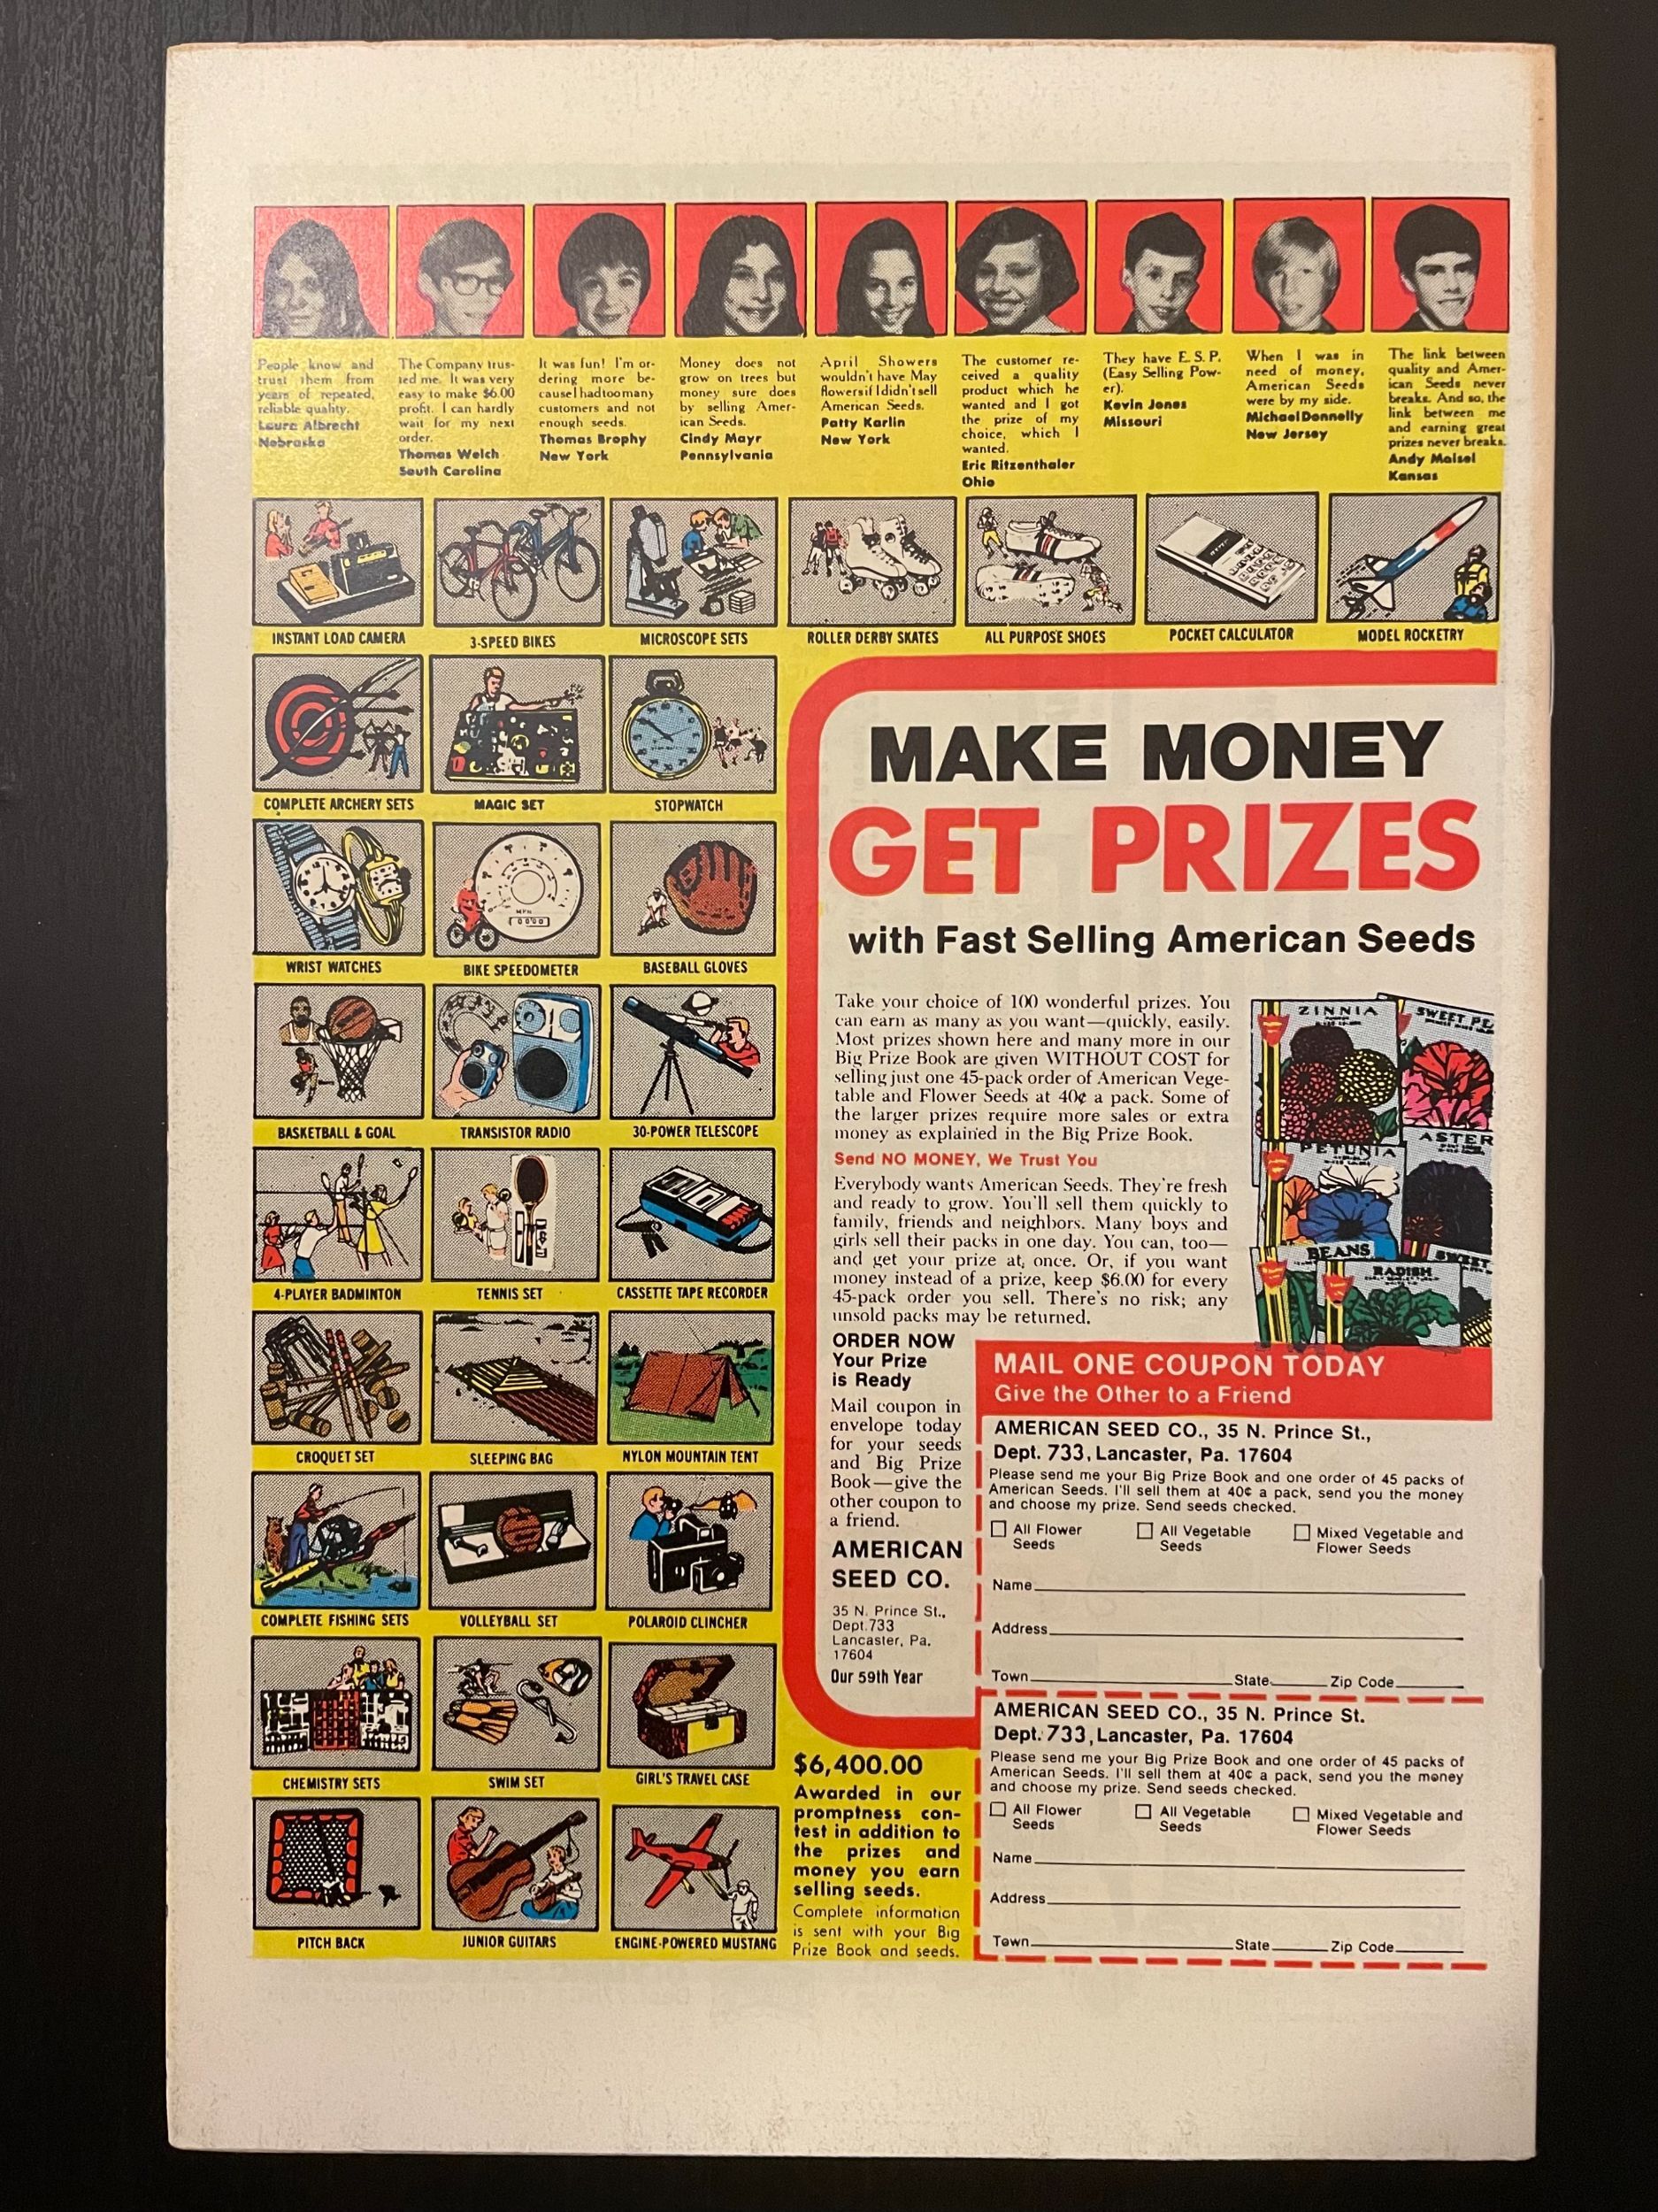 People know and
trust them from
years of repeated,
reliable quality.
Laura Albrecht
Nebraska
The Company trus-
ted me. It was very
easy to make $6.00
profit. I can hardly
wait for my next
order.
Thomas Welch
South Carolina
It was fun! I'm or-
dering more be-
cause I had too many
customers and not
enough seeds.
Thomas Brophy
New York
Money does not
grow on trees but
money sure does
by selling Amer-
ican Seeds.
Cindy Mayr
Pennsylvania
April Showers
wouldn't have May
flowers if I didn't sell
American Seeds.
Patty Karlin
New York
The customer re-
ceived a quality
product which he
wanted and I got
the prize of my
choice, which I
wanted.
Eric Ritzenthaler
Ohio
They have E.S.P.
(Easy Selling Pow-
er).
Kevin Jones
Missouri
When I was in
need of money,
American Seeds
were by my side.
Michael Donnelly
New Jersey
The link between
quality and Amer-
ican Seeds never
breaks. And so, the
link between me
and earning great
prizes never breaks.
Andy Maisel
Kansas
INSTANT LOAD CAMERA
3-SPEED BIKES
MICROSCOPE SETS
ROLLER DERBY SKATES
ALL PURPOSE SHOES
POCKET CALCULATOR
MODEL ROCKETRY
COMPLETE ARCHERY SETS
MAGIC SET
STOPWATCH
WRIST WATCHES
MPH
BIKE SPEEDOMETER
BASEBALL GLOVES
BASKETBALL & GOAL
TRANSISTOR RADIO
30-POWER TELESCOPE
4-PLAYER BADMINTON
TENNIS SET
CASSETTE TAPE RECORDER
CROQUET SET
SLEEPING BAG
NYLON MOUNTAIN TENT
COMPLETE FISHING SETS
VOLLEYBALL SET
POLAROID CLINCHER
CHEMISTRY SETS
SWIM SET
GIRL'S TRAVEL CASE
PITCH BACK
JUNIOR GUITARS
ENGINE-POWERED MUSTANG
MAKE MONEY
GET PRIZES
with Fast Selling American Seeds
Take your choice of 100 wonderful prizes. You
can earn as many as you want—quickly, easily.
Most prizes shown here and many more in our
Big Prize Book are given WITHOUT COST for
selling just one 45-pack order of American Vege-
table and Flower Seeds at 40¢ a pack. Some of
the larger prizes require more sales or extra
money as explained in the Big Prize Book.
Send NO MONEY, We Trust You
Everybody wants American Seeds. They're fresh
and ready to grow. You'll sell them quickly to
family, friends and neighbors. Many boys and
girls sell their packs in one day. You can, too—
and get your prize at once. Or, if you want
money instead of a prize, keep $6.00 for every
45-pack order you sell. There's no risk; any
unsold packs may be returned.
ZINNIA
SWEET PE
PETUNIA
ASTER
BEANS
SWEET
RADISH
ORDER NOW
Your Prize
is Ready
Mail coupon in
envelope today
for your seeds
and Big Prize
Book—give the
other coupon to
a friend.
AMERICAN
SEED CO.
35 N. Prince St.,
Dept.733
Lancaster, Pa.
17604
Our 59th Year
$6,400.00
Awarded in our
promptness con-
test in addition to
the prizes and
money you earn
selling seeds.
Complete information
is sent with your Big
Prize Book and seeds.
MAIL ONE COUPON TODAY
Give the Other to a Friend
AMERICAN SEED CO., 35 N. Prince St.,
Dept. 733, Lancaster, Pa. 17604
Please send me your Big Prize Book and one order of 45 packs of
American Seeds. I'll sell them at 40¢ a pack, send you the money
and choose my prize. Send seeds checked.
All Flower
Seeds
All Vegetable
Seeds
Mixed Vegetable and
Flower Seeds
Name
Address
Town State Zip Code
AMERICAN SEED CO., 35 N. Prince St.
Dept. 733, Lancaster, Pa. 17604
Please send me your Big Prize Book and one order of 45 packs of
American Seeds. I'll sell them at 40¢ a pack, send you the money
and choose my prize. Send seeds checked.
All Flower
Seeds
All Vegetable
Seeds
Mixed Vegetable and
Flower Seeds
Name
Address
Town State Zip Code